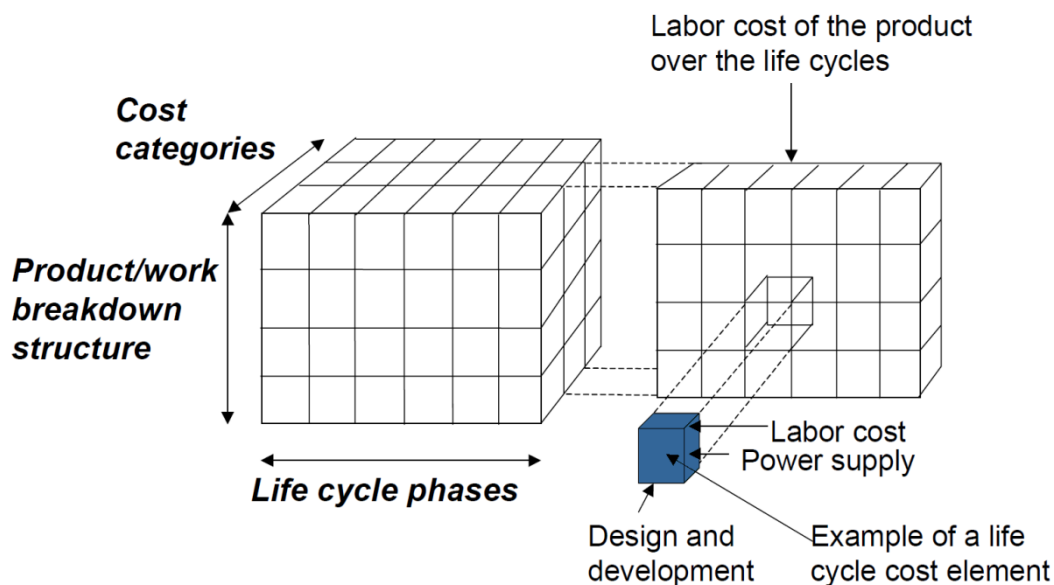 Labor cost of the product
over the life cycles
Cost
categories
Product/work
breakdown
structure
Life cycle phases
Labor cost
Power supply
Design and
development
Example of a life
cycle cost element